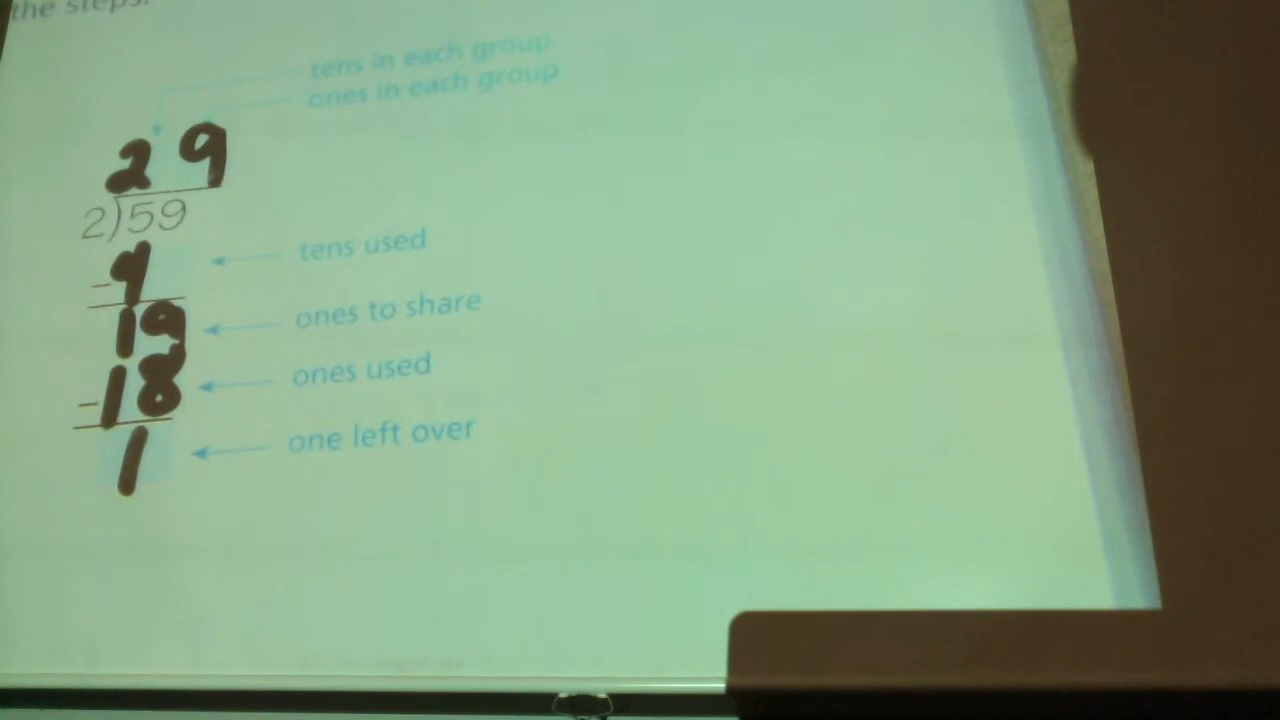 the steps.
tens in each group
ones in each group
2 9
2)59
-4 tens used
19 ones to share
-18 ones used
1 one left over